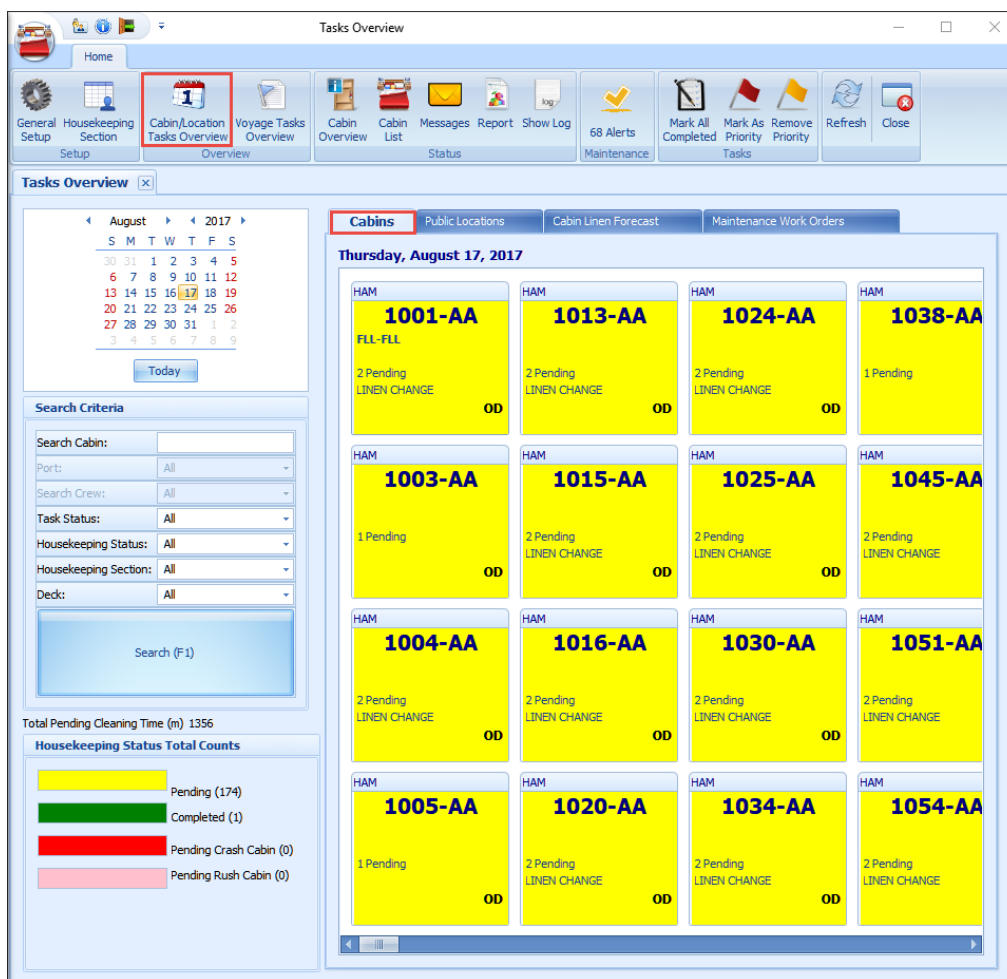 Tasks Overview
Home
General Setup
Housekeeping Section
Cabin/Location Tasks Overview
Voyage Tasks Overview
Cabin Overview
Cabin List
Messages
Report
log
Show Log
68 Alerts
Mark All Completed
Mark As Priority
Remove Priority
Refresh
Close
Setup
Overview
Status
Maintenance
Tasks
Tasks Overview
August 2017
S M T W T F S
30 31 1 2 3 4 5
6 7 8 9 10 11 12
13 14 15 16 17 18 19
20 21 22 23 24 25 26
27 28 29 30 31 1 2
3 4 5 6 7 8 9
Today
Search Criteria
Search Cabin:
Port: All
Search Crew: All
Task Status: All
Housekeeping Status: All
Housekeeping Section: All
Deck: All
Search (F1)
Total Pending Cleaning Time (m) 1356
Housekeeping Status Total Counts
Pending (174)
Completed (1)
Pending Crash Cabin (0)
Pending Rush Cabin (0)
Cabins
Public Locations
Cabin Linen Forecast
Maintenance Work Orders
Thursday, August 17, 2017
HAM
1001-AA
FLL-FLL
2 Pending
LINEN CHANGE
OD
HAM
1013-AA
2 Pending
LINEN CHANGE
OD
HAM
1024-AA
2 Pending
LINEN CHANGE
OD
HAM
1038-AA
1 Pending
HAM
1003-AA
1 Pending
OD
HAM
1015-AA
2 Pending
LINEN CHANGE
OD
HAM
1025-AA
2 Pending
LINEN CHANGE
OD
HAM
1045-AA
2 Pending
LINEN CHANGE
HAM
1004-AA
2 Pending
LINEN CHANGE
OD
HAM
1016-AA
2 Pending
LINEN CHANGE
OD
HAM
1030-AA
2 Pending
LINEN CHANGE
OD
HAM
1051-AA
2 Pending
LINEN CHANGE
HAM
1005-AA
1 Pending
OD
HAM
1020-AA
2 Pending
LINEN CHANGE
OD
HAM
1034-AA
2 Pending
LINEN CHANGE
OD
HAM
1054-AA
2 Pending
LINEN CHANGE